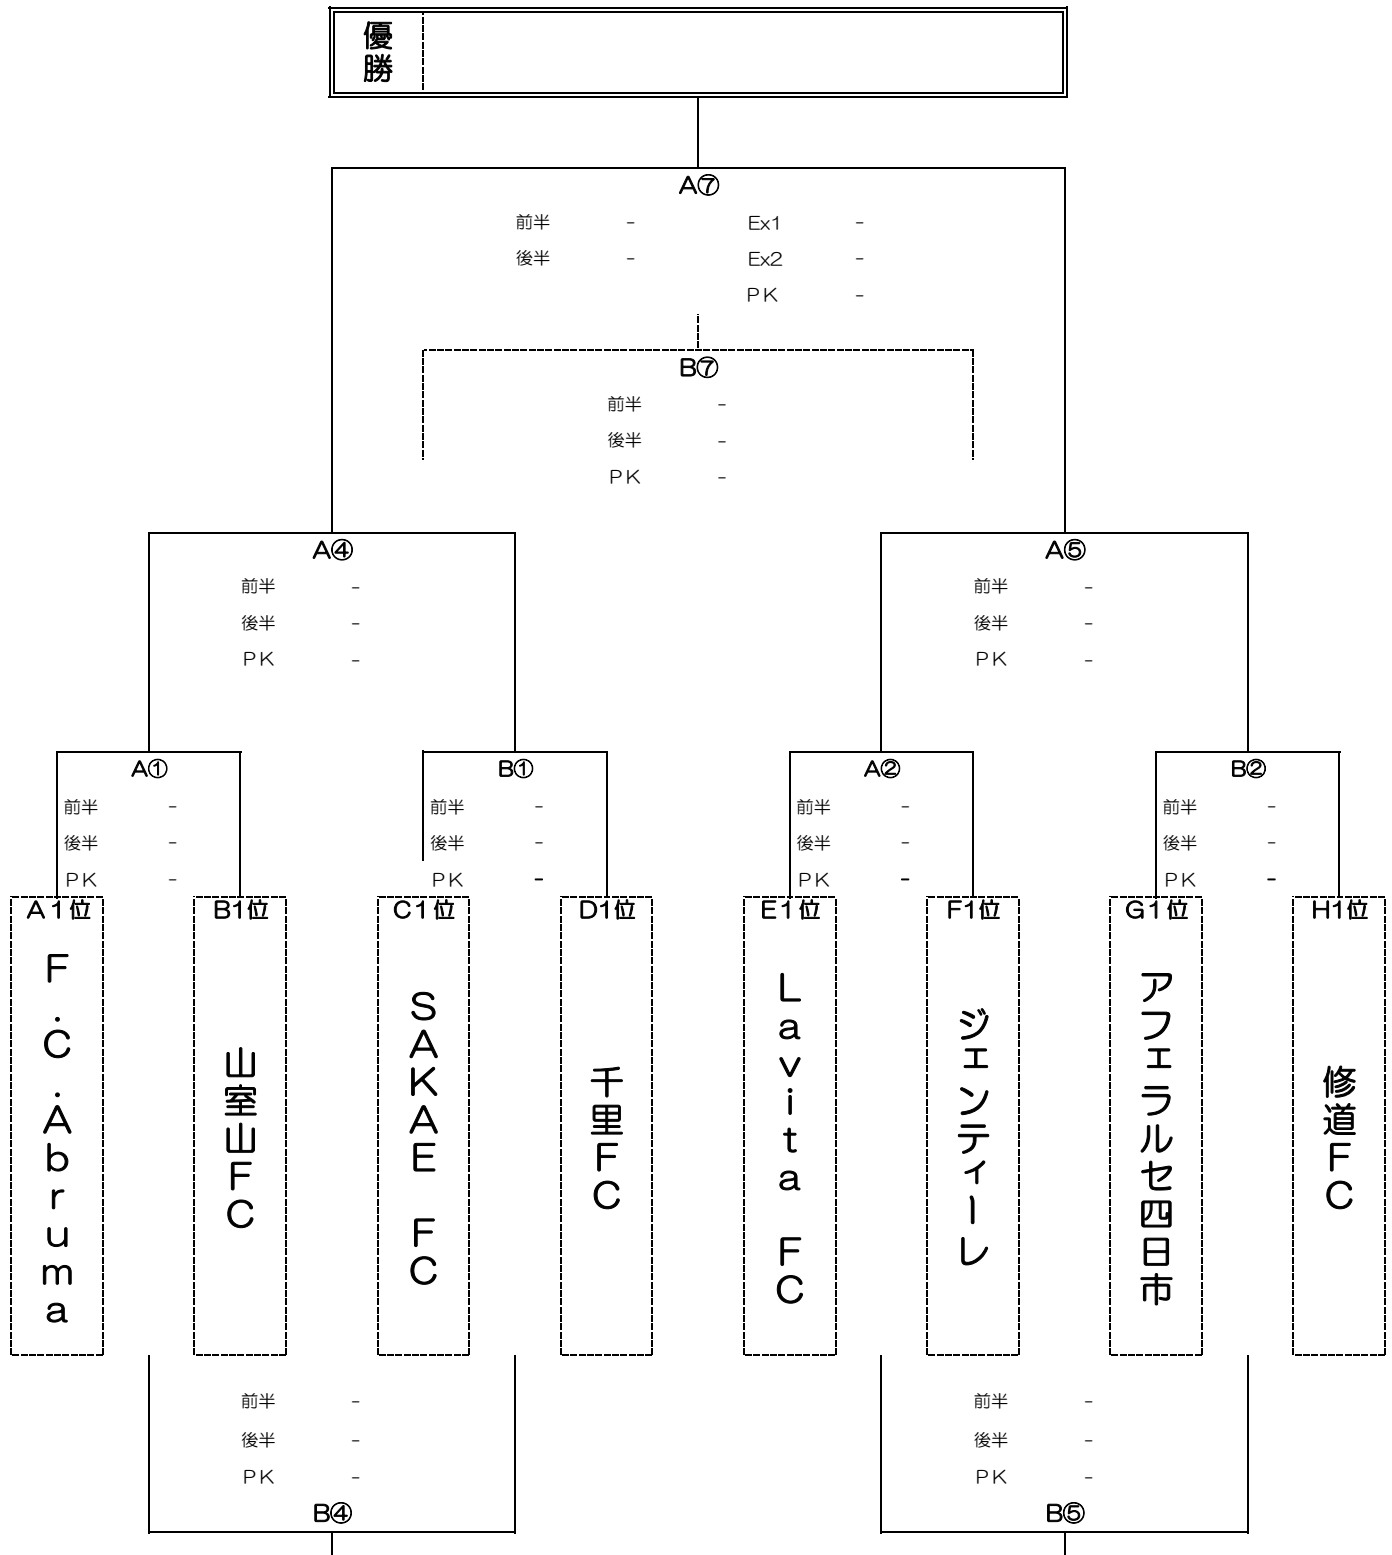 優勝
A⑦
前半 - Ex1 -
後半 - Ex2 -
PK -
B⑦
前半 -
後半 -
PK -
A④ A⑤
前半 - 前半 -
後半 - 後半 -
PK - PK -
A① B① A② B②
前半 - 前半 - 前半 - 前半 -
後半 - 後半 - 後半 - 後半 -
PK - PK - PK - PK -
A1位 B1位 C1位 D1位 E1位 F1位 G1位 H1位
F.C.Abruma
山室山FC
SAKAE FC
千里FC
Lavita FC
ジェンティーレ
アフェラルセ四日市
修道FC
前半 - 前半 -
後半 - 後半 -
PK - PK -
B④ B⑤